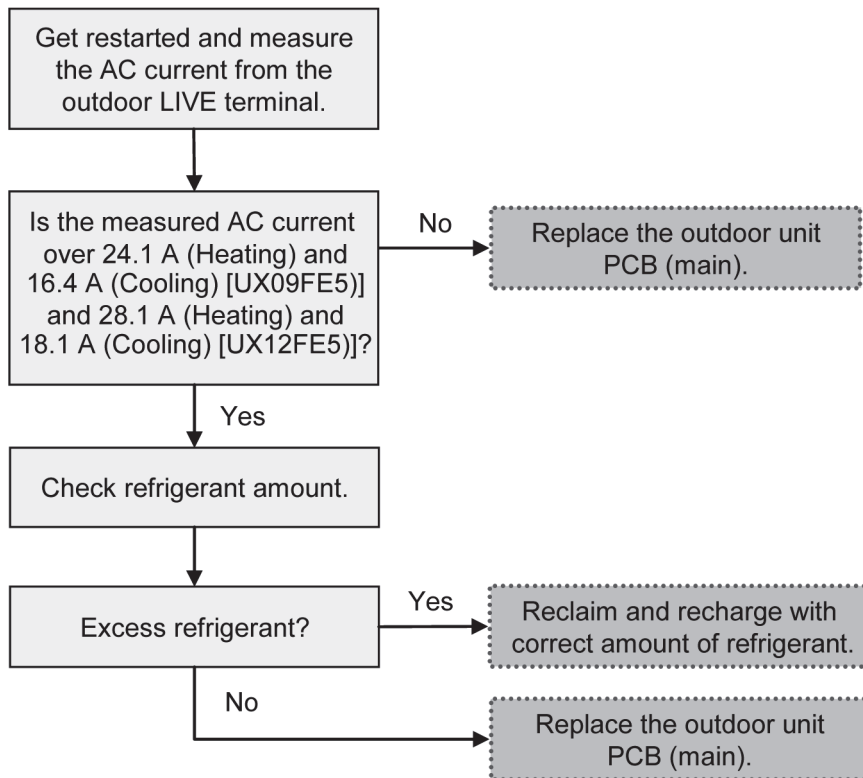 Get restarted and measure
the AC current from the
outdoor LIVE terminal.
Is the measured AC current
over 24.1 A (Heating) and
16.4 A (Cooling) [UX09FE5)]
and 28.1 A (Heating) and
18.1 A (Cooling) [UX12FE5)]?
No
Replace the outdoor unit
PCB (main).
Yes
Check refrigerant amount.
Excess refrigerant?
Yes
Reclaim and recharge with
correct amount of refrigerant.
No
Replace the outdoor unit
PCB (main).